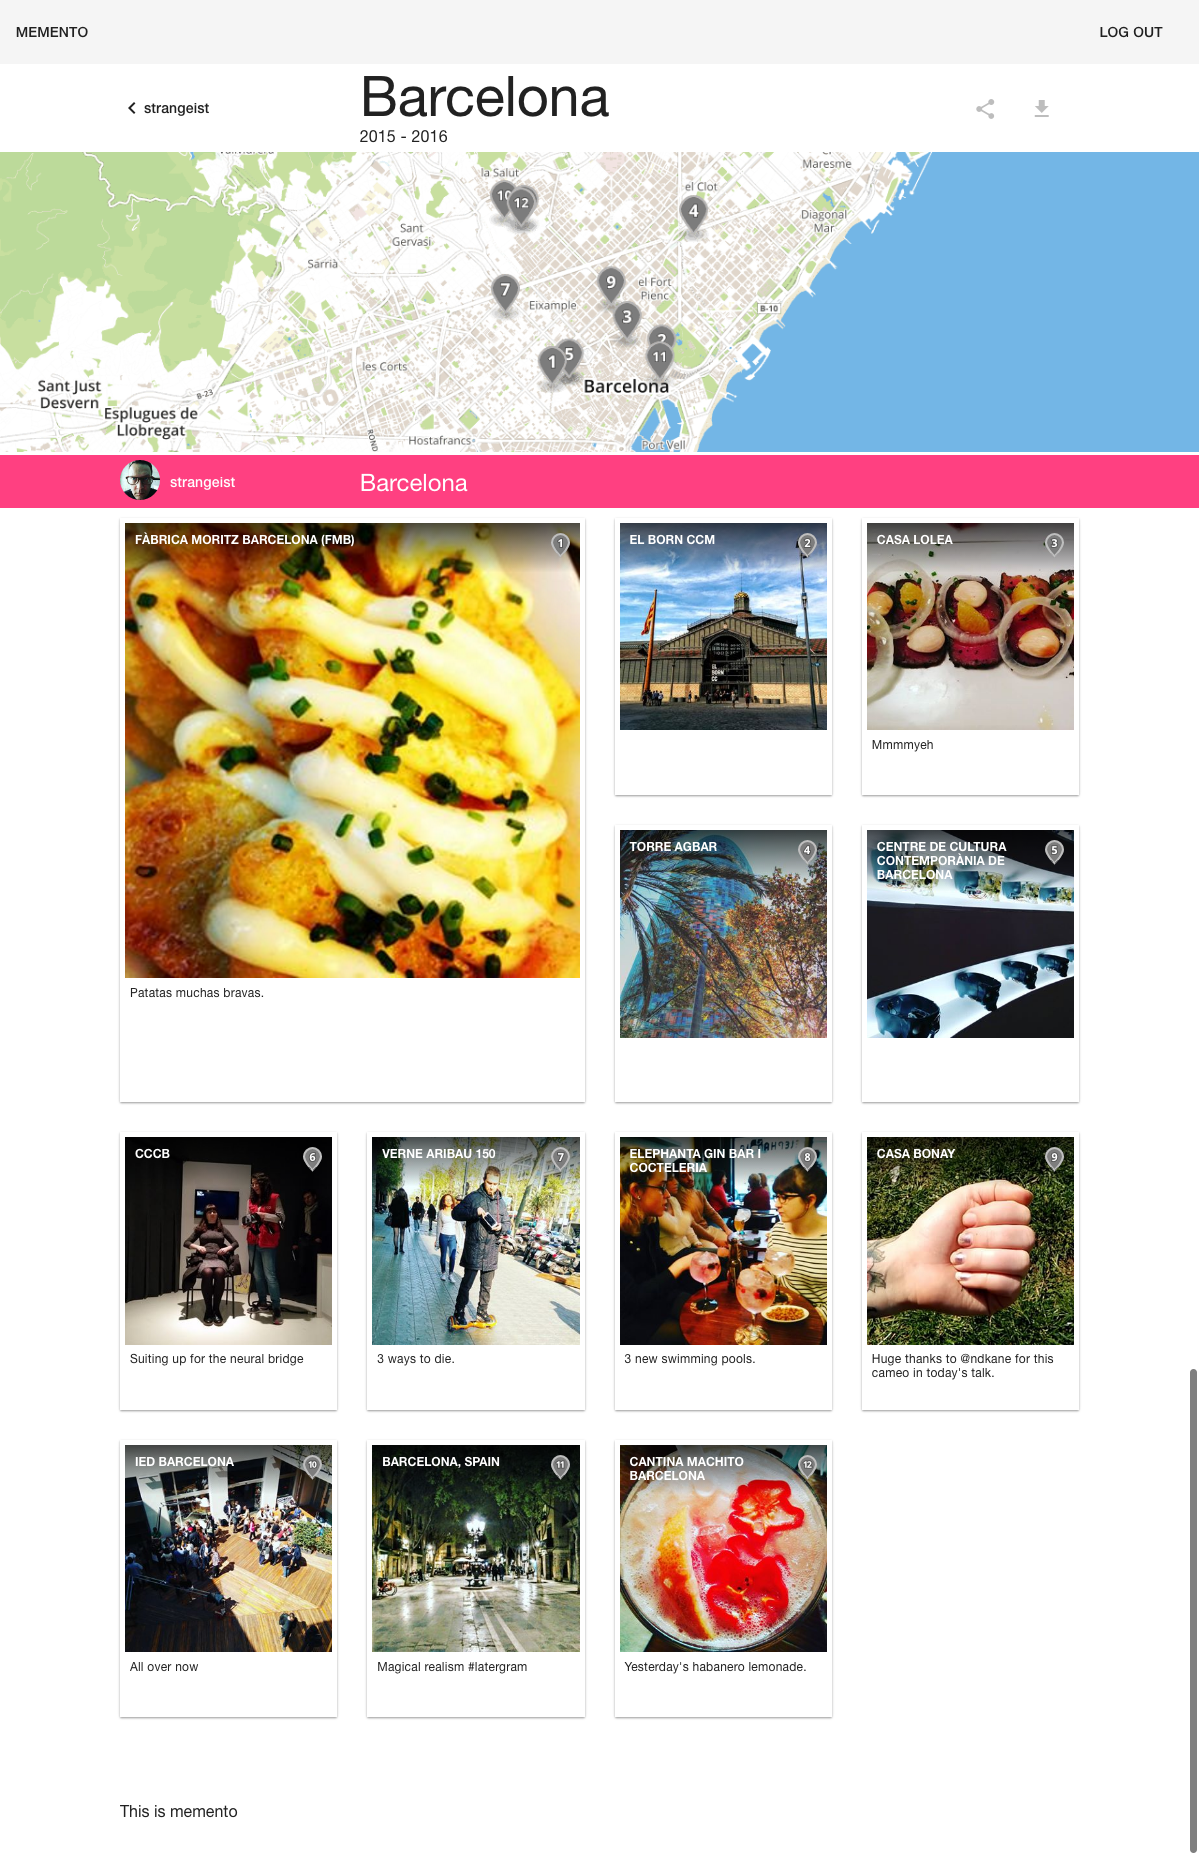 MEMENTO
LOG OUT
strangeist
Barcelona
2015 - 2016
la Salut
el Clot
Maresme
Diagonal
Mar
Sant
Gervasi
Sarrià
10
12
4
7
9
el Fort
Pienc
Eixample
3
B-10
2
5
1
11
les Corts
Barcelona
Sant Just
Desvern
B-23
Esplugues de
Llobregat
ROND
Hostafrancs
Port Vell
strangeist
Barcelona
FÀBRICA MORITZ BARCELONA (FMB)
1
Patatas muchas bravas.
EL BORN CCM
2
EL
BORN
CC
CASA LOLEA
3
Mmmmyeh
TORRE AGBAR
4
CENTRE DE CULTURA
CONTEMPORÀNIA DE
BARCELONA
5
CCCB
6
Suiting up for the neural bridge
VERNE ARIBAU 150
7
3 ways to die.
ELEPHANTA GIN BAR I
COCTELERIA
8
3 new swimming pools.
CASA BONAY
9
Huge thanks to @ndkane for this
cameo in today's talk.
IED BARCELONA
10
All over now
BARCELONA, SPAIN
11
Magical realism #latergram
CANTINA MACHITO
BARCELONA
12
Yesterday's habanero lemonade.
This is memento